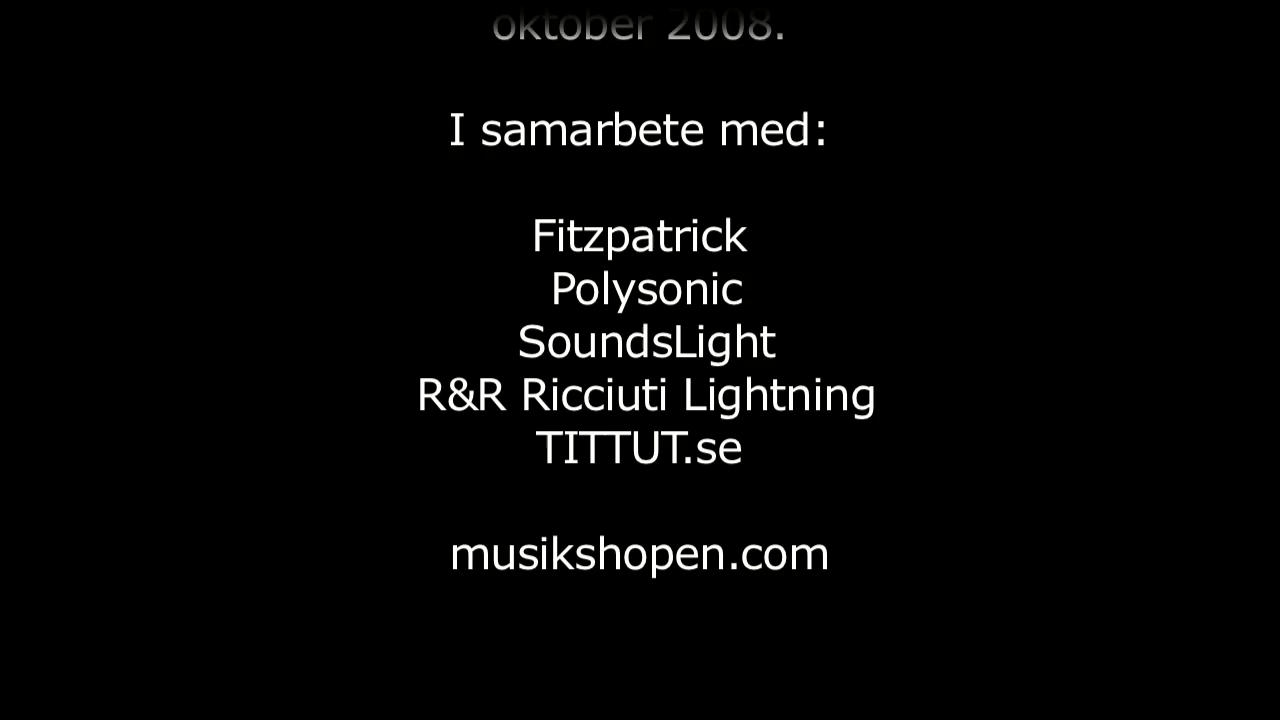 oktober 2008.
I samarbete med:
Fitzpatrick
Polysonic
SoundsLight
R&R Ricciuti Lightning
TITTUT.se
musikshopen.com